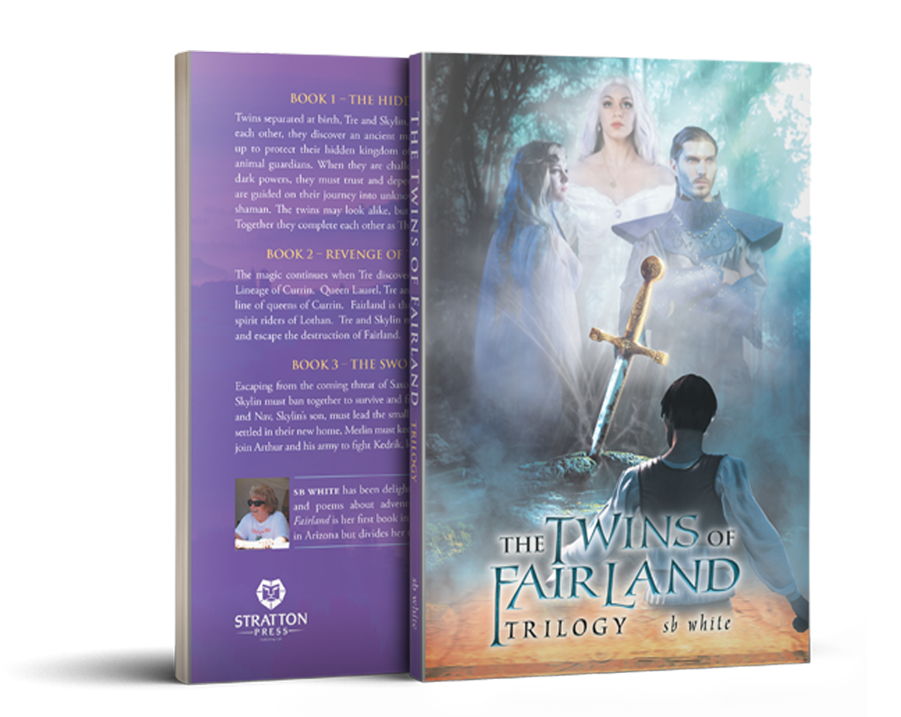 BOOK 1 – THE HIDD
Twins separated at birth, Tre and Skylin,
each other, they discover an ancient
up to protect their hidden kingdom
animal guardians. When they are chall
dark powers, they must trust and depe
are guided on their journey into unkno
shaman. The twins may look alike, bu
Together they complete each other as Th
BOOK 2 – REVENGE OF
The magic continues when Tre discove
Lineage of Currin. Queen Laurel, Tre an
line of queens of Currin. Fairland is th
spirit riders of Lothan. Tre and Skylin
and escape the destruction of Fairland.
BOOK 3 – THE SWO
Escaping from the coming threat of Saxo
Skylin must ban together to survive and
and Nav, Skylin's son, must lead the small
settled in their new home, Merlin must
join Arthur and his army to fight Kedrik,
SB WHITE has been deligh
and poems about adven
Fairland is her first book in
in Arizona but divides her
STRATTON
PRESS
THE TWINS OF FAIRLAND TRILOGY sb white
THE TWINS OF
FAIRLAND
TRILOGY sb white